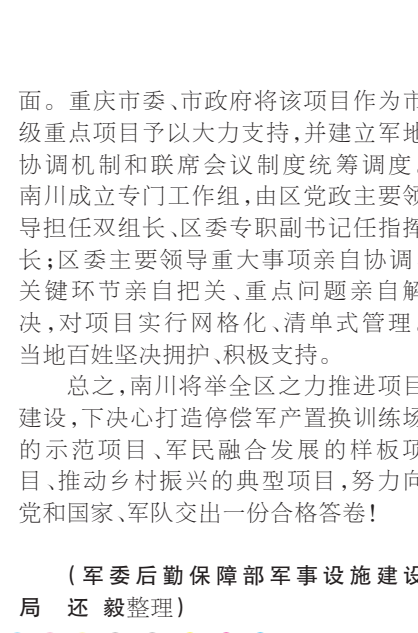 面。重庆市委、市政府将该项目作为市
级重点项目予以大力支持,并建立军地
协调机制和联席会议制度统筹调度。
南川成立专门工作组,由区党政主要领
导担任双组长、区委专职副书记任指挥
长;区委主要领导重大事项亲自协调、
关键环节亲自把关、重点问题亲自解
决,对项目实行网格化、清单式管理。
当地百姓坚决拥护、积极支持。
总之,南川将举全区之力推进项目
建设,下决心打造停偿军产置换训练场
的示范项目、军民融合发展的样板项
目、推动乡村振兴的典型项目,努力向
党和国家、军队交出一份合格答卷!
(军委后勤保障部军事设施建设
局 还 毅整理)